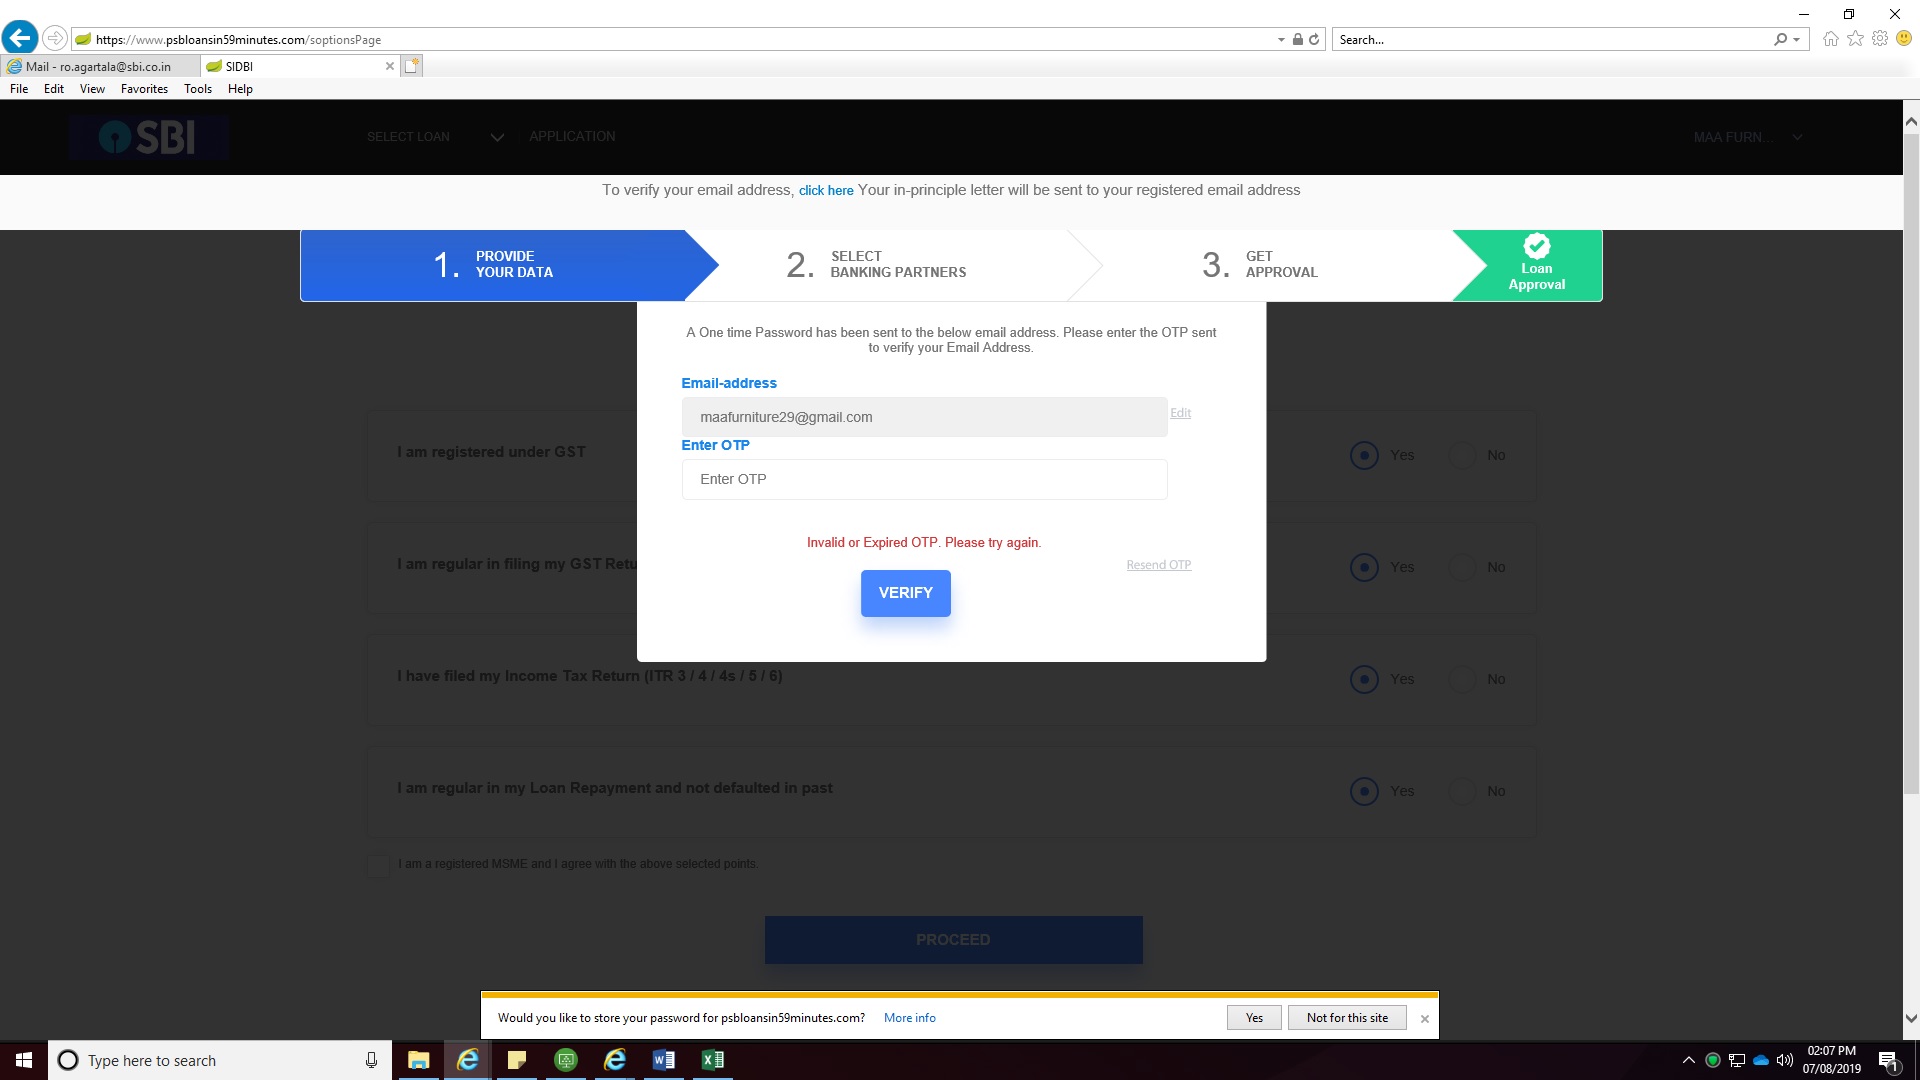 https://www.psbloansin59minutes.com/soptionsPage
Search...
Mail - ro.agartala@sbi.co.in
SIDBI
File Edit View Favorites Tools Help
SBI
SELECT LOAN
APPLICATION
MAA FURN...
To verify your email address, click here Your in-principle letter will be sent to your registered email address
1. PROVIDE
YOUR DATA
2. SELECT
BANKING PARTNERS
3. GET
APPROVAL
Loan
Approval
A One time Password has been sent to the below email address. Please enter the OTP sent
to verify your Email Address.
Email-address
maafurniture29@gmail.com
Edit
Enter OTP
Enter OTP
Invalid or Expired OTP. Please try again.
Resend OTP
VERIFY
I am registered under GST
Yes No
I am regular in filing my GST Retu
Yes No
I have filed my Income Tax Return (ITR 3 / 4 / 4s / 5 / 6)
Yes No
I am regular in my Loan Repayment and not defaulted in past
Yes No
I am a registered MSME and I agree with the above selected points.
PROCEED
Would you like to store your password for psbloansin59minutes.com? More info
Yes
Not for this site
Type here to search
02:07 PM
07/08/2019
1